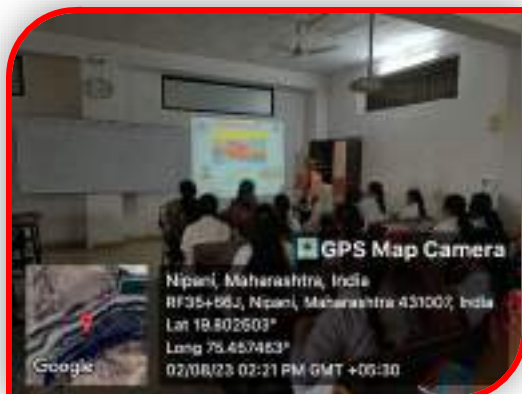 GPS Map Camera
Nipani, Maharashtra, India
RF35+66J, Nipani, Maharashtra 431007, India
Lat 19.802603°
Long 75.457463°
02/08/23 02:21 PM GMT +05:30
Google